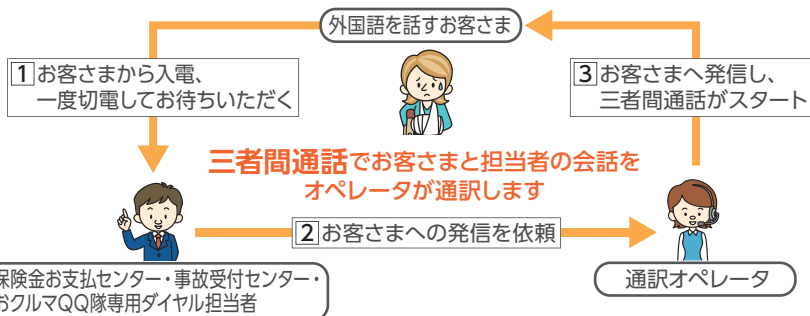 外国語を話すお客さま
1 お客さまから入電、
一度切電してお待ちいただく
3 お客さまへ発信し、
三者間通話がスタート
三者間通話でお客さまと担当者の会話を
オペレータが通訳します
2 お客さまへの発信を依頼
保険金お支払センター・事故受付センター・
おクルマQQ隊専用ダイヤル担当者
通訳オペレータ